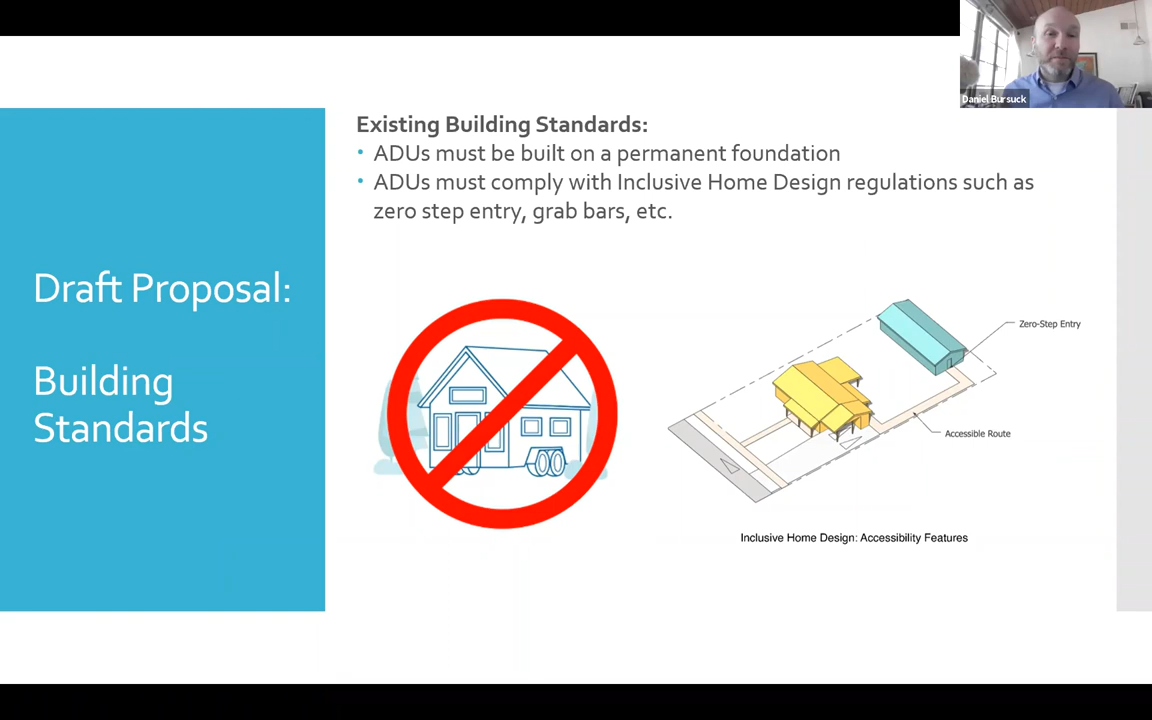 Daniel Bursuck
Existing Building Standards:
• ADUs must be built on a permanent foundation
• ADUs must comply with Inclusive Home Design regulations such as
zero step entry, grab bars, etc.
Draft Proposal:
Building
Standards
Zero-Step Entry
Accessible Route
Inclusive Home Design: Accessibility Features